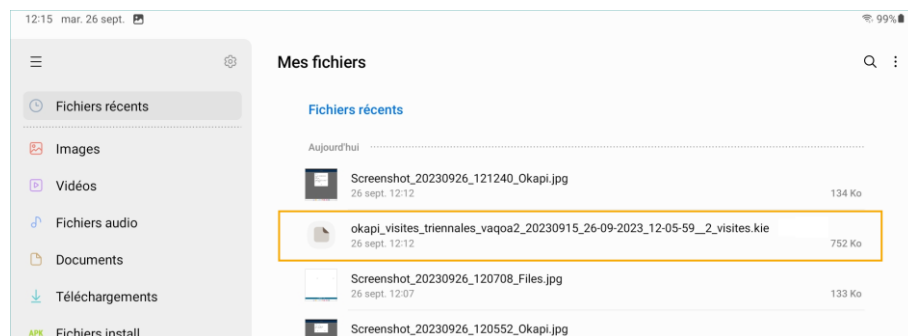 12:15 mar. 26 sept. 99%
Mes fichiers
Fichiers récents
Images
Vidéos
Fichiers audio
Documents
Téléchargements
APK Fichiers install
Fichiers récents
Aujourd'hui
Screenshot_20230926_121240_Okapi.jpg
26 sept. 12:12 134 Ko
okapi_visites_triennales_vaqoa2_20230915_26-09-2023_12-05-59__2_visites.kie
26 sept. 12:12 752 Ko
Screenshot_20230926_120708_Files.jpg
26 sept. 12:07 133 Ko
Screenshot_20230926_120552_Okapi.jpg